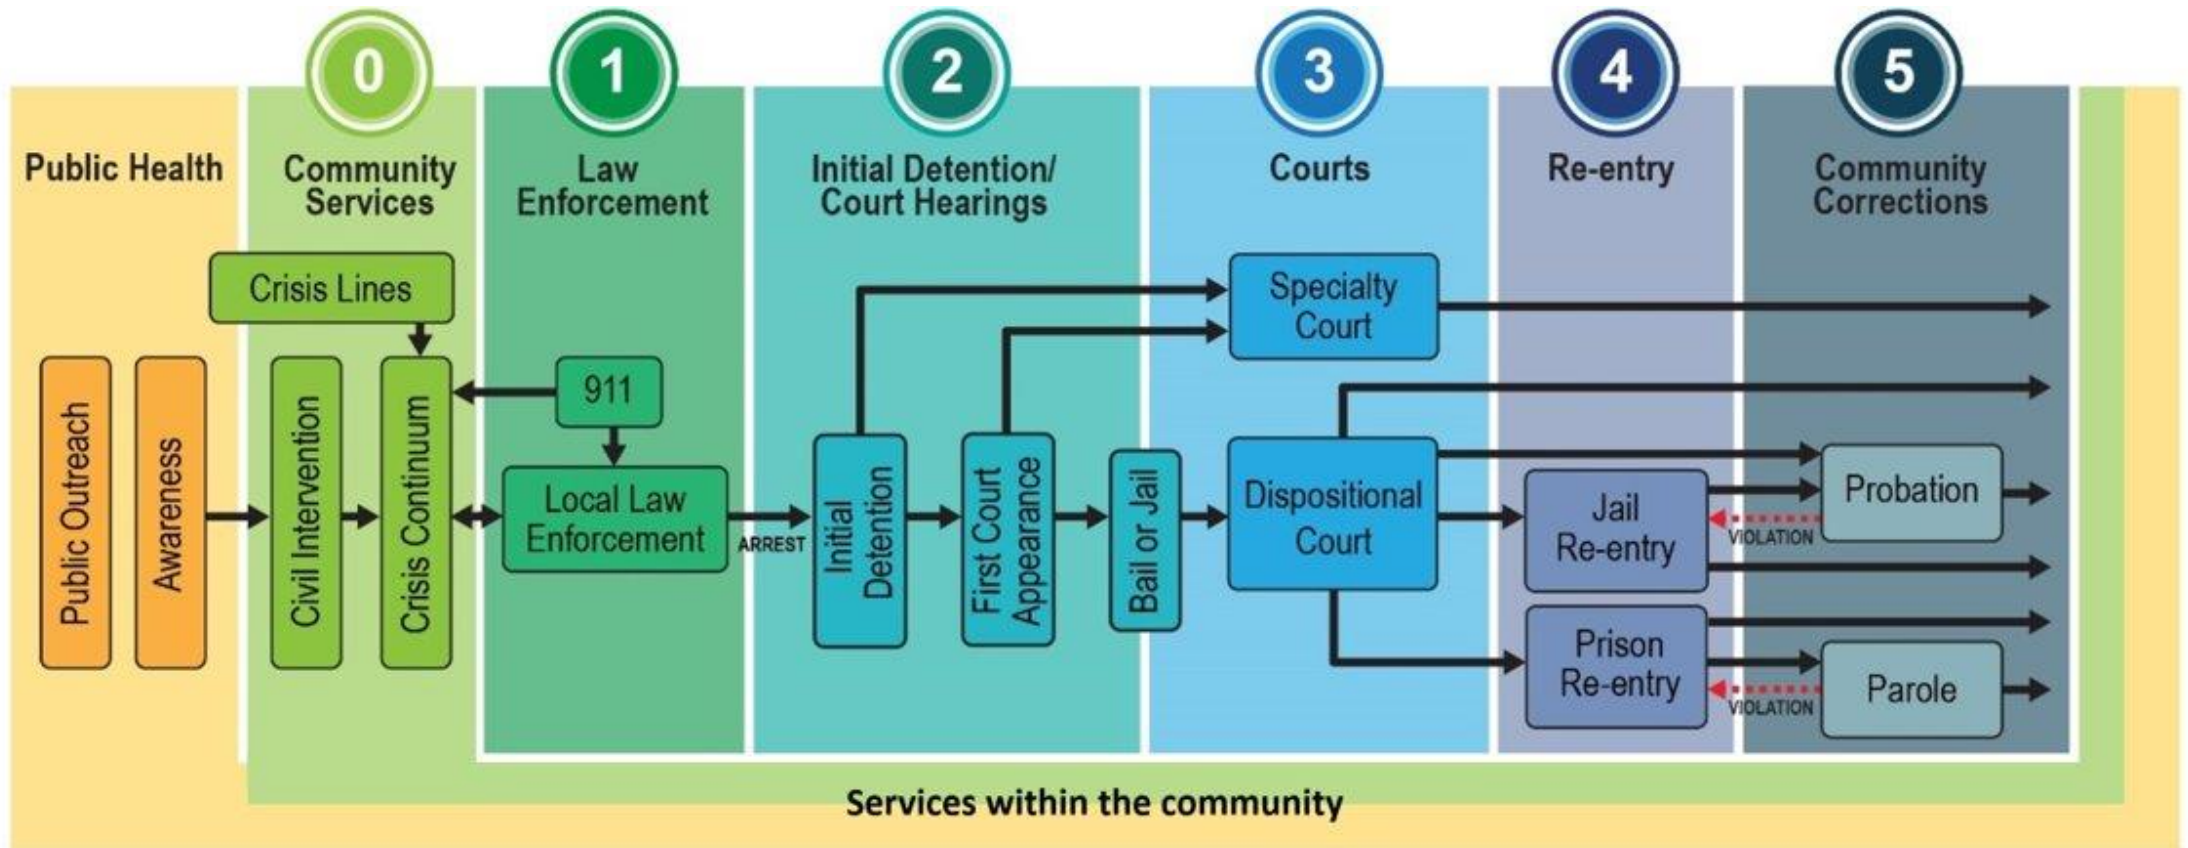 0
1
2
3
4
5
Public Health
Community
Services
Law
Enforcement
Initial Detention/
Court Hearings
Courts
Re-entry
Community
Corrections
Crisis Lines
Public Outreach
Awareness
Civil Intervention
Crisis Continuum
911
Local Law
Enforcement
ARREST
Initial
Detention
First Court
Appearance
Bail or Jail
Specialty
Court
Dispositional
Court
Jail
Re-entry
Prison
Re-entry
Probation
VIOLATION
Parole
VIOLATION
Services within the community